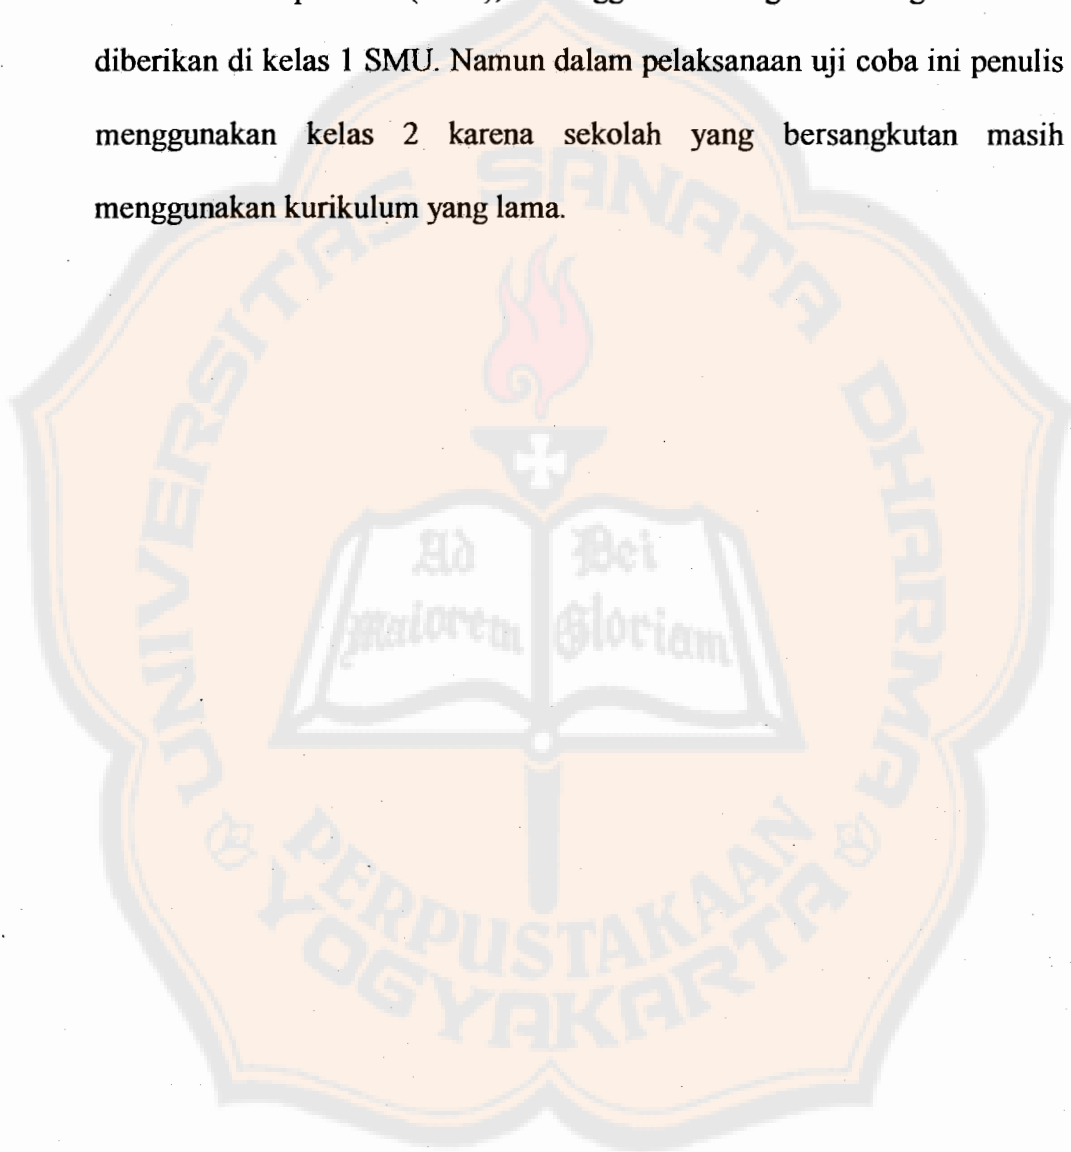 diberikan di kelas 1 SMU. Namun dalam pelaksanaan uji coba ini penulis
menggunakan kelas 2 karena sekolah yang bersangkutan masih
menggunakan kurikulum yang lama.
UNIVERSITAS SANATA DHARMA
Ad Dei
Maiorem Gloriam
PERPUSTAKAAN
YOGYAKARTA